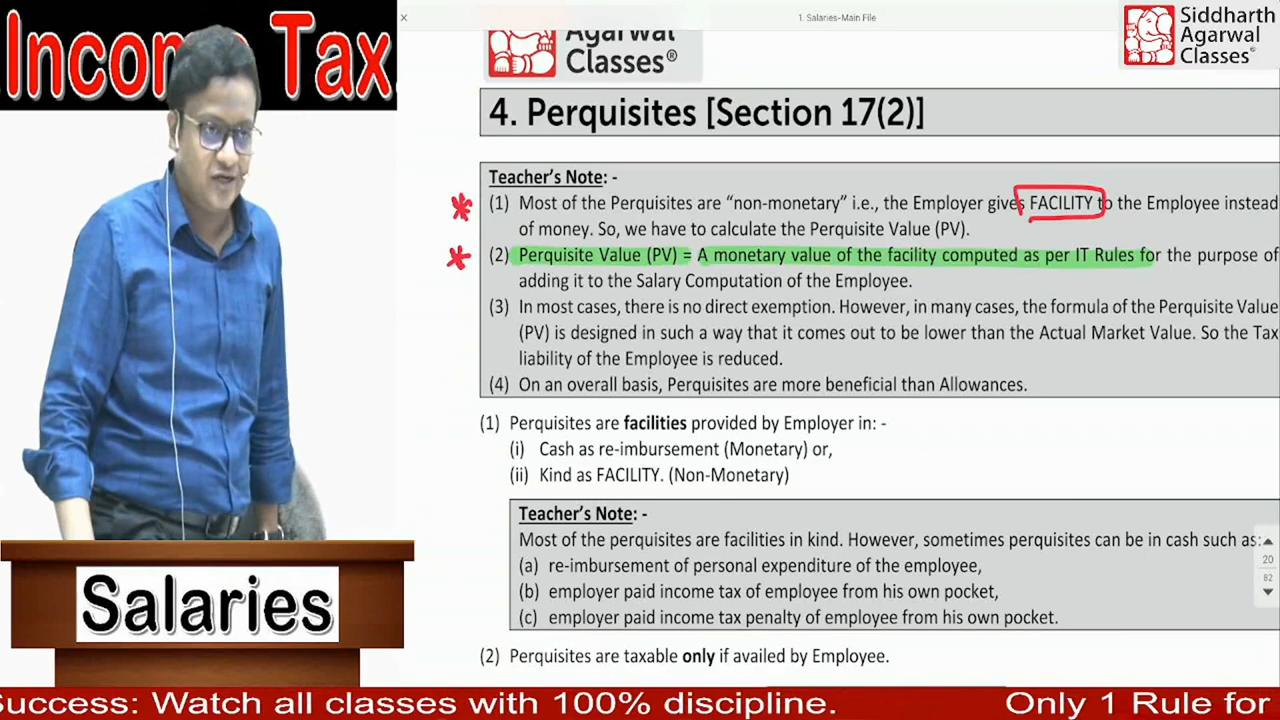 Income Tax
1. Salaries-Main File
Agarwal
Classes®
Siddharth
Agarwal
Classes®
4. Perquisites [Section 17(2)]
Teacher's Note: -
(1) Most of the Perquisites are “non-monetary” i.e., the Employer gives FACILITY to the Employee instead
of money. So, we have to calculate the Perquisite Value (PV).
(2) Perquisite Value (PV) = A monetary value of the facility computed as per IT Rules for the purpose of
adding it to the Salary Computation of the Employee.
(3) In most cases, there is no direct exemption. However, in many cases, the formula of the Perquisite Value
(PV) is designed in such a way that it comes out to be lower than the Actual Market Value. So the Tax
liability of the Employee is reduced.
(4) On an overall basis, Perquisites are more beneficial than Allowances.
(1) Perquisites are facilities provided by Employer in: -
(i) Cash as re-imbursement (Monetary) or,
(ii) Kind as FACILITY. (Non-Monetary)
Teacher's Note: -
Most of the perquisites are facilities in kind. However, sometimes perquisites can be in cash such as:
(a) re-imbursement of personal expenditure of the employee,
(b) employer paid income tax of employee from his own pocket,
(c) employer paid income tax penalty of employee from his own pocket.
20
82
(2) Perquisites are taxable only if availed by Employee.
Salaries
Success: Watch all classes with 100% discipline. Only 1 Rule for